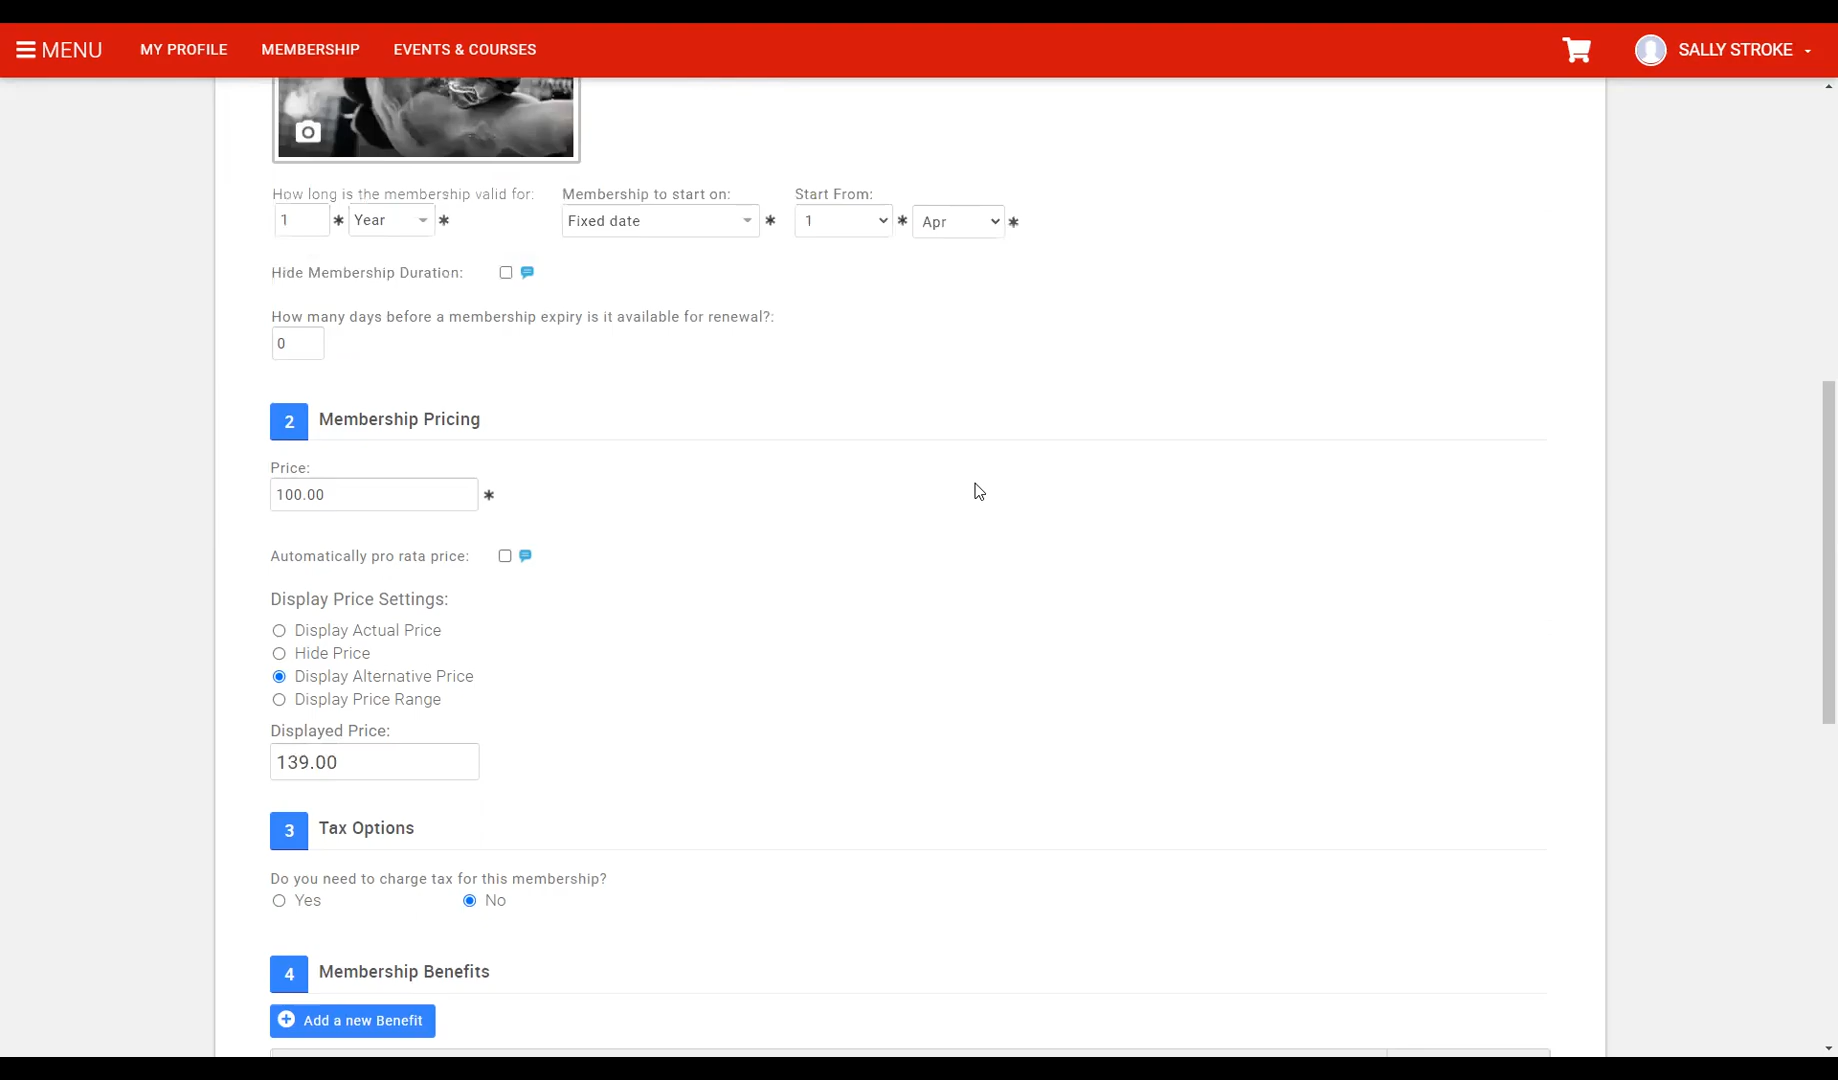 MENU MY PROFILE MEMBERSHIP EVENTS & COURSES SALLY STROKE
How long is the membership valid for: Membership to start on: Start From:
1 * Year * Fixed date * 1 * Apr *
Hide Membership Duration:
How many days before a membership expiry is it available for renewal?:
0
2 Membership Pricing
Price:
100.00 *
Automatically pro rata price:
Display Price Settings:
Display Actual Price
Hide Price
Display Alternative Price
Display Price Range
Displayed Price:
139.00
3 Tax Options
Do you need to charge tax for this membership?
Yes No
4 Membership Benefits
Add a new Benefit